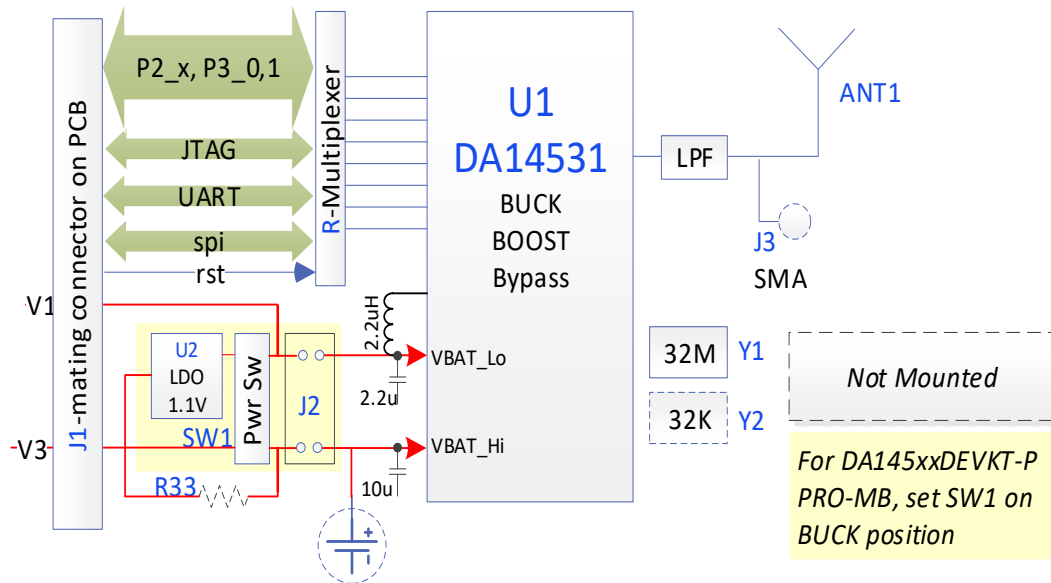 J1-mating connector on PCB
P2_x, P3_0,1
JTAG
UART
spi
rst
R-Multiplexer
U1
DA14531
BUCK
BOOST
Bypass
LPF
ANT1
J3
SMA
V1
V3
U2
LDO
1.1V
SW1
Pwr Sw
J2
R33
2.2uH
VBAT_Lo
2.2u
VBAT_Hi
10u
+
32M
Y1
32K
Y2
Not Mounted
For DA145xxDEVKT-P
PRO-MB, set SW1 on
BUCK position